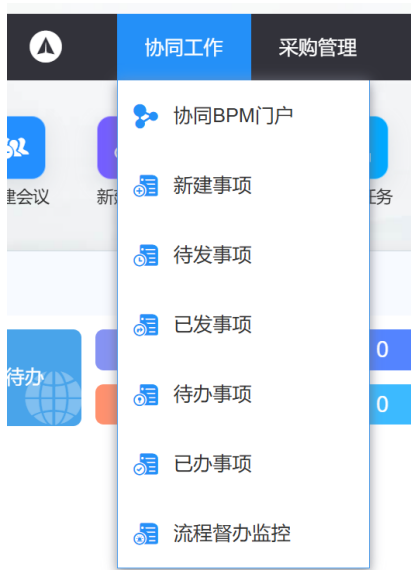 协同工作 采购管理
协同BPM门户
新建事项
建会议 新 任务
待发事项
已发事项
0
待办
待办事项
0
已办事项
流程督办监控